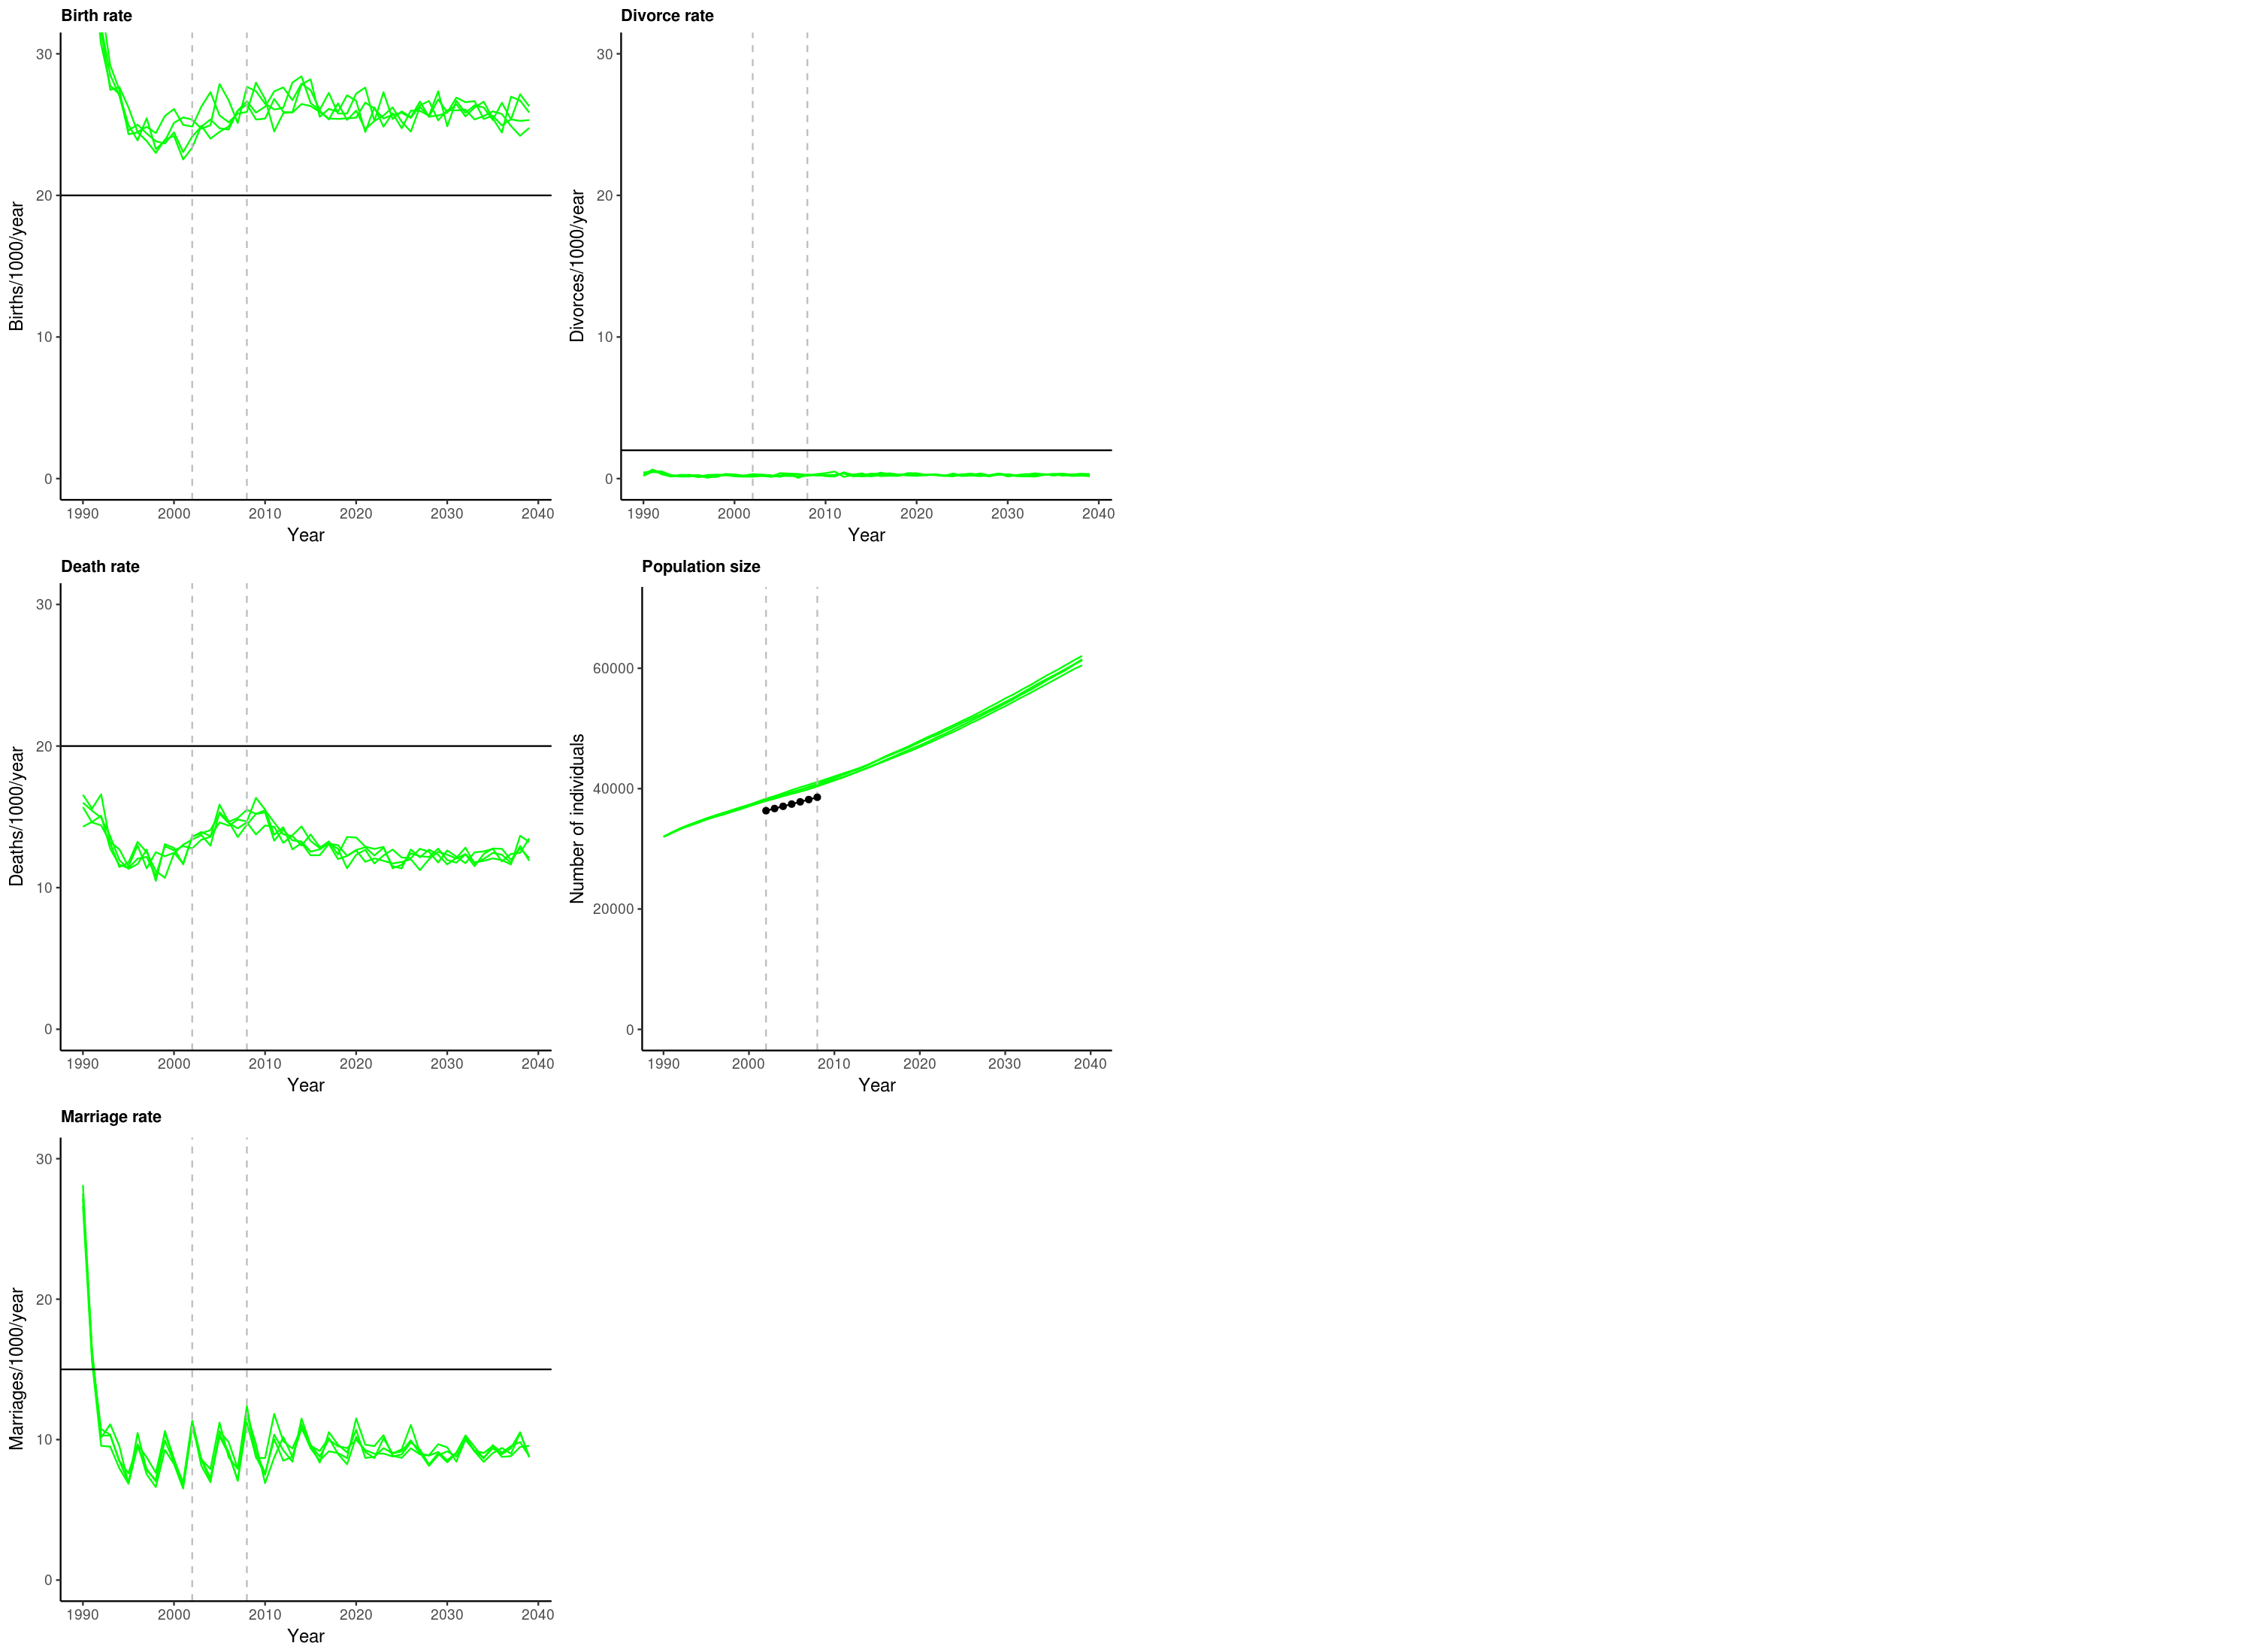 Birth rate
Births/1000/year
30
20
10
0
1990 2000 2010 2020 2030 2040
Year
Divorce rate
Divorces/1000/year
30
20
10
0
1990 2000 2010 2020 2030 2040
Year
Death rate
Deaths/1000/year
30
20
10
0
1990 2000 2010 2020 2030 2040
Year
Population size
Number of individuals
60000
40000
20000
0
1990 2000 2010 2020 2030 2040
Year
Marriage rate
Marriages/1000/year
30
20
10
0
1990 2000 2010 2020 2030 2040
Year